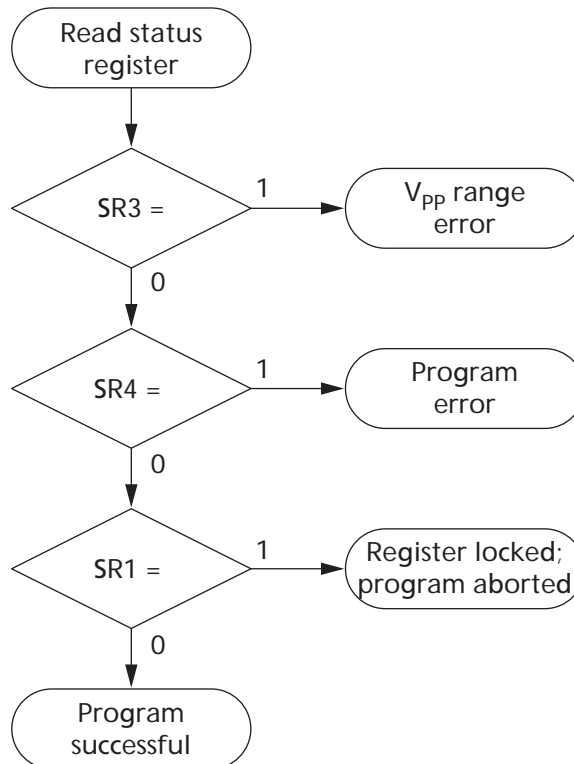 Read status
register
SR3 =
1
V_PP range
error
0
SR4 =
1
Program
error
0
SR1 =
1
Register locked;
program aborted
0
Program
successful